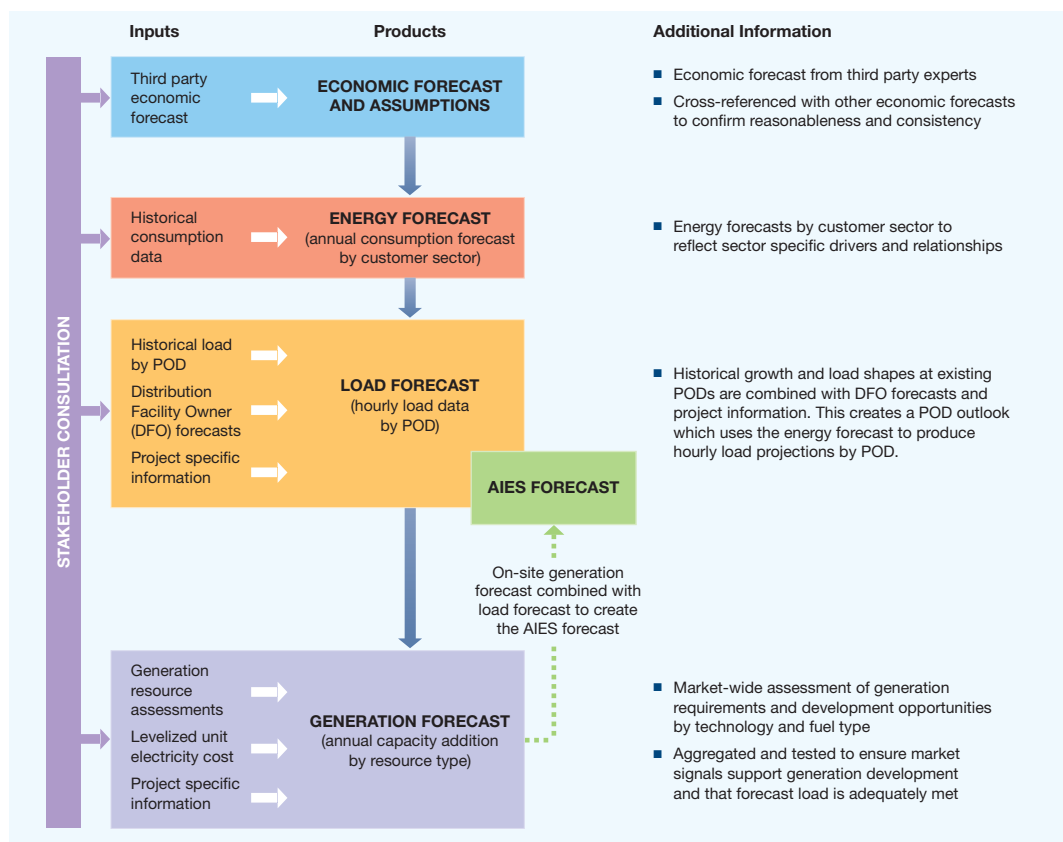 Inputs
Products
Additional Information
STAKEHOLDER CONSULTATION
Third party
economic
forecast
ECONOMIC FORECAST
AND ASSUMPTIONS
■ Economic forecast from third party experts
■ Cross-referenced with other economic forecasts
to confirm reasonableness and consistency
Historical
consumption
data
ENERGY FORECAST
(annual consumption forecast
by customer sector)
■ Energy forecasts by customer sector to
reflect sector specific drivers and relationships
Historical load
by POD
Distribution
Facility Owner
(DFO) forecasts
Project specific
information
LOAD FORECAST
(hourly load data
by POD)
■ Historical growth and load shapes at existing
PODs are combined with DFO forecasts and
project information. This creates a POD outlook
which uses the energy forecast to produce
hourly load projections by POD.
AIES FORECAST
On-site generation
forecast combined with
load forecast to create
the AIES forecast
Generation
resource
assessments
Levelized unit
electricity cost
Project specific
information
GENERATION FORECAST
(annual capacity addition
by resource type)
■ Market-wide assessment of generation
requirements and development opportunities
by technology and fuel type
■ Aggregated and tested to ensure market
signals support generation development
and that forecast load is adequately met